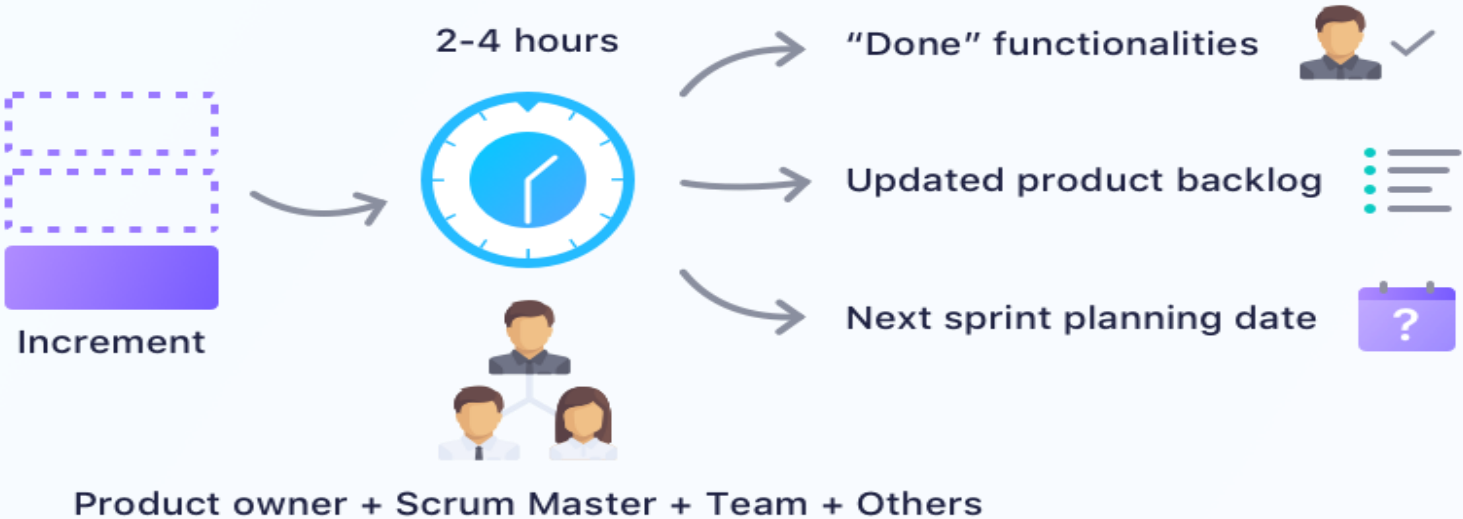 2-4 hours
“Done” functionalities
Updated product backlog
Next sprint planning date
?
Increment
Product owner + Scrum Master + Team + Others